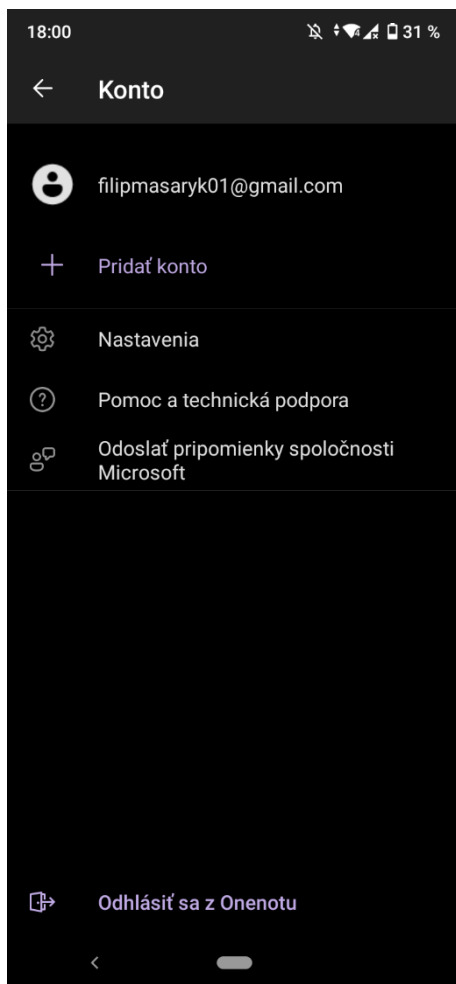 18:00 31 %
Konto
filipmasaryk01@gmail.com
Pridať konto
Nastavenia
Pomoc a technická podpora
Odoslať pripomienky spoločnosti
Microsoft
Odhlásiť sa z Onenotu